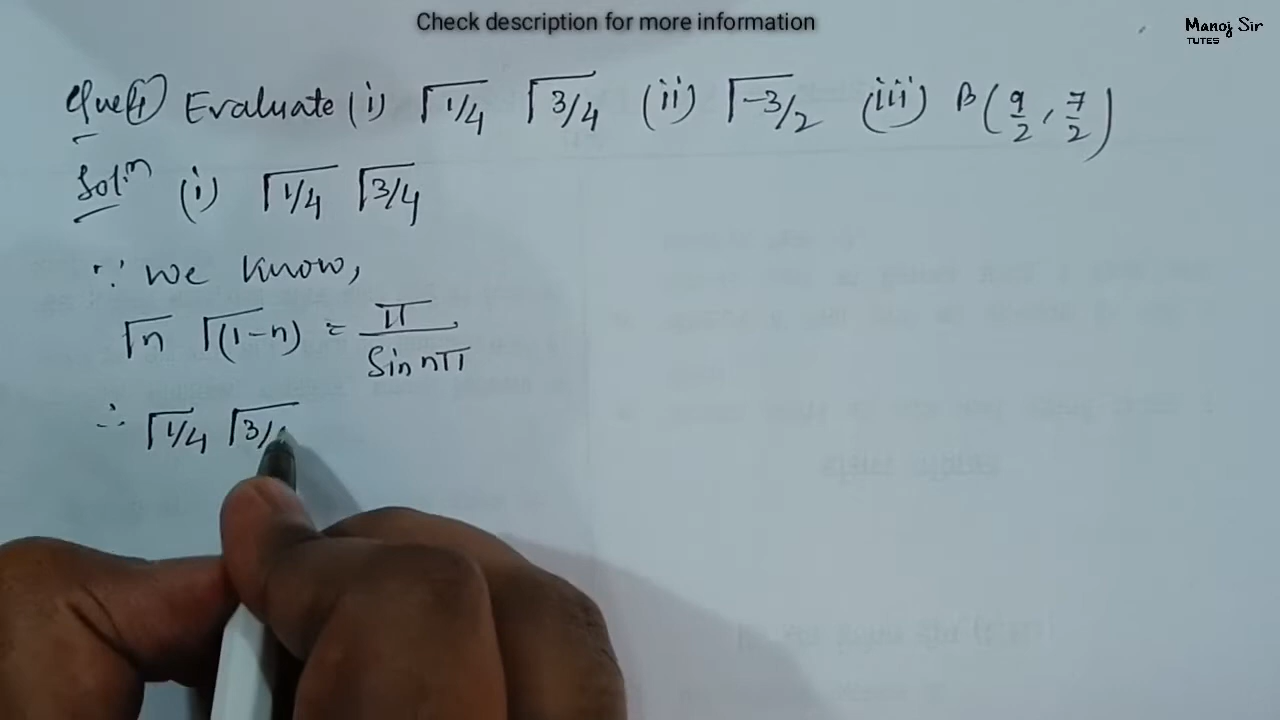 Check description for more information
Manoj Sir
TUTES
Que(1) Evaluate (i) Γ1/4 Γ3/4 (ii) Γ-3/2 (iii) β(9/2, 7/2)
Solⁿ (i) Γ1/4 Γ3/4
∵ we know,
Γn Γ(1-n) = π/Sin nπ
∴ Γ1/4 Γ3/